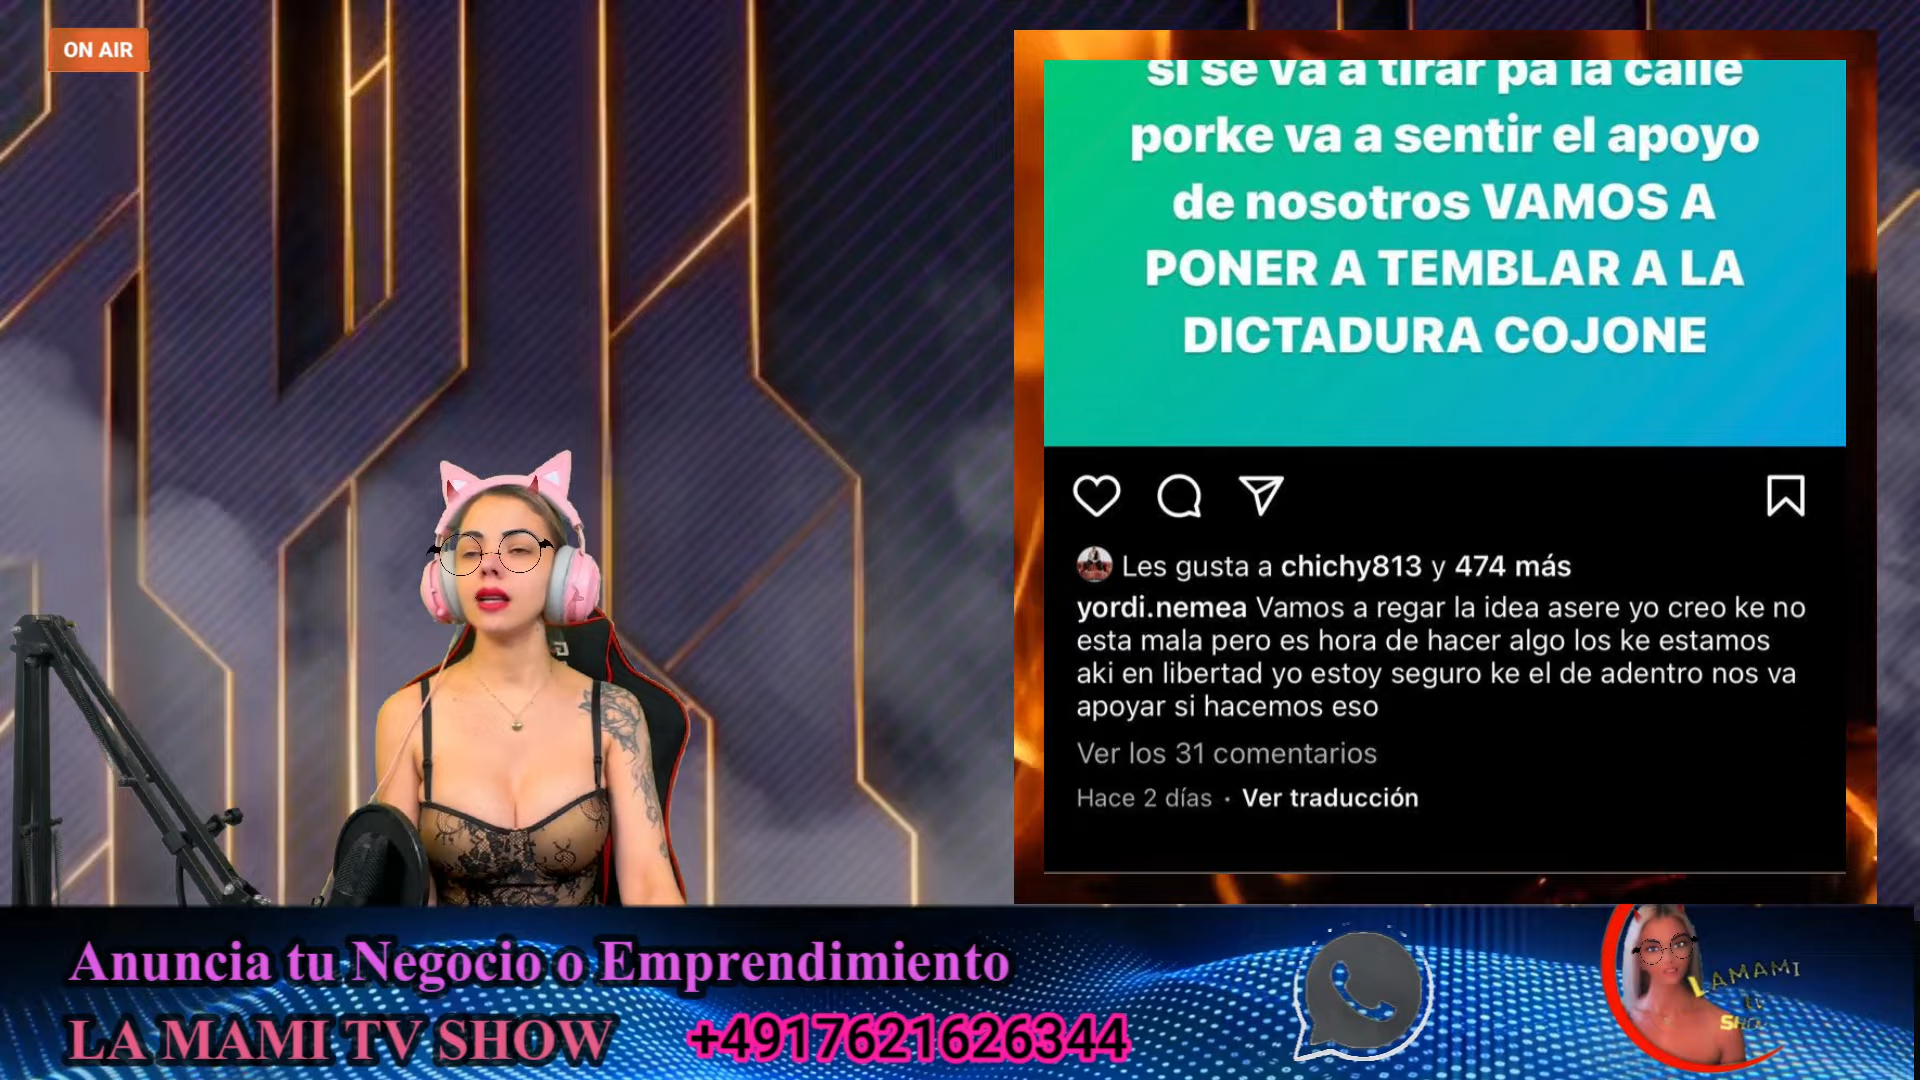 ON AIR
si se va a tirar pa la calle
porke va a sentir el apoyo
de nosotros VAMOS A
PONER A TEMBLAR A LA
DICTADURA COJONE
Les gusta a chichy813 y 474 más
yordi.nemea Vamos a regar la idea asere yo creo ke no
esta mala pero es hora de hacer algo los ke estamos
aki en libertad yo estoy seguro ke el de adentro nos va
apoyar si hacemos eso
Ver los 31 comentarios
Hace 2 días · Ver traducción
Anuncia tu Negocio o Emprendimiento
LA MAMI TV SHOW +4917621626344
LAMAMI